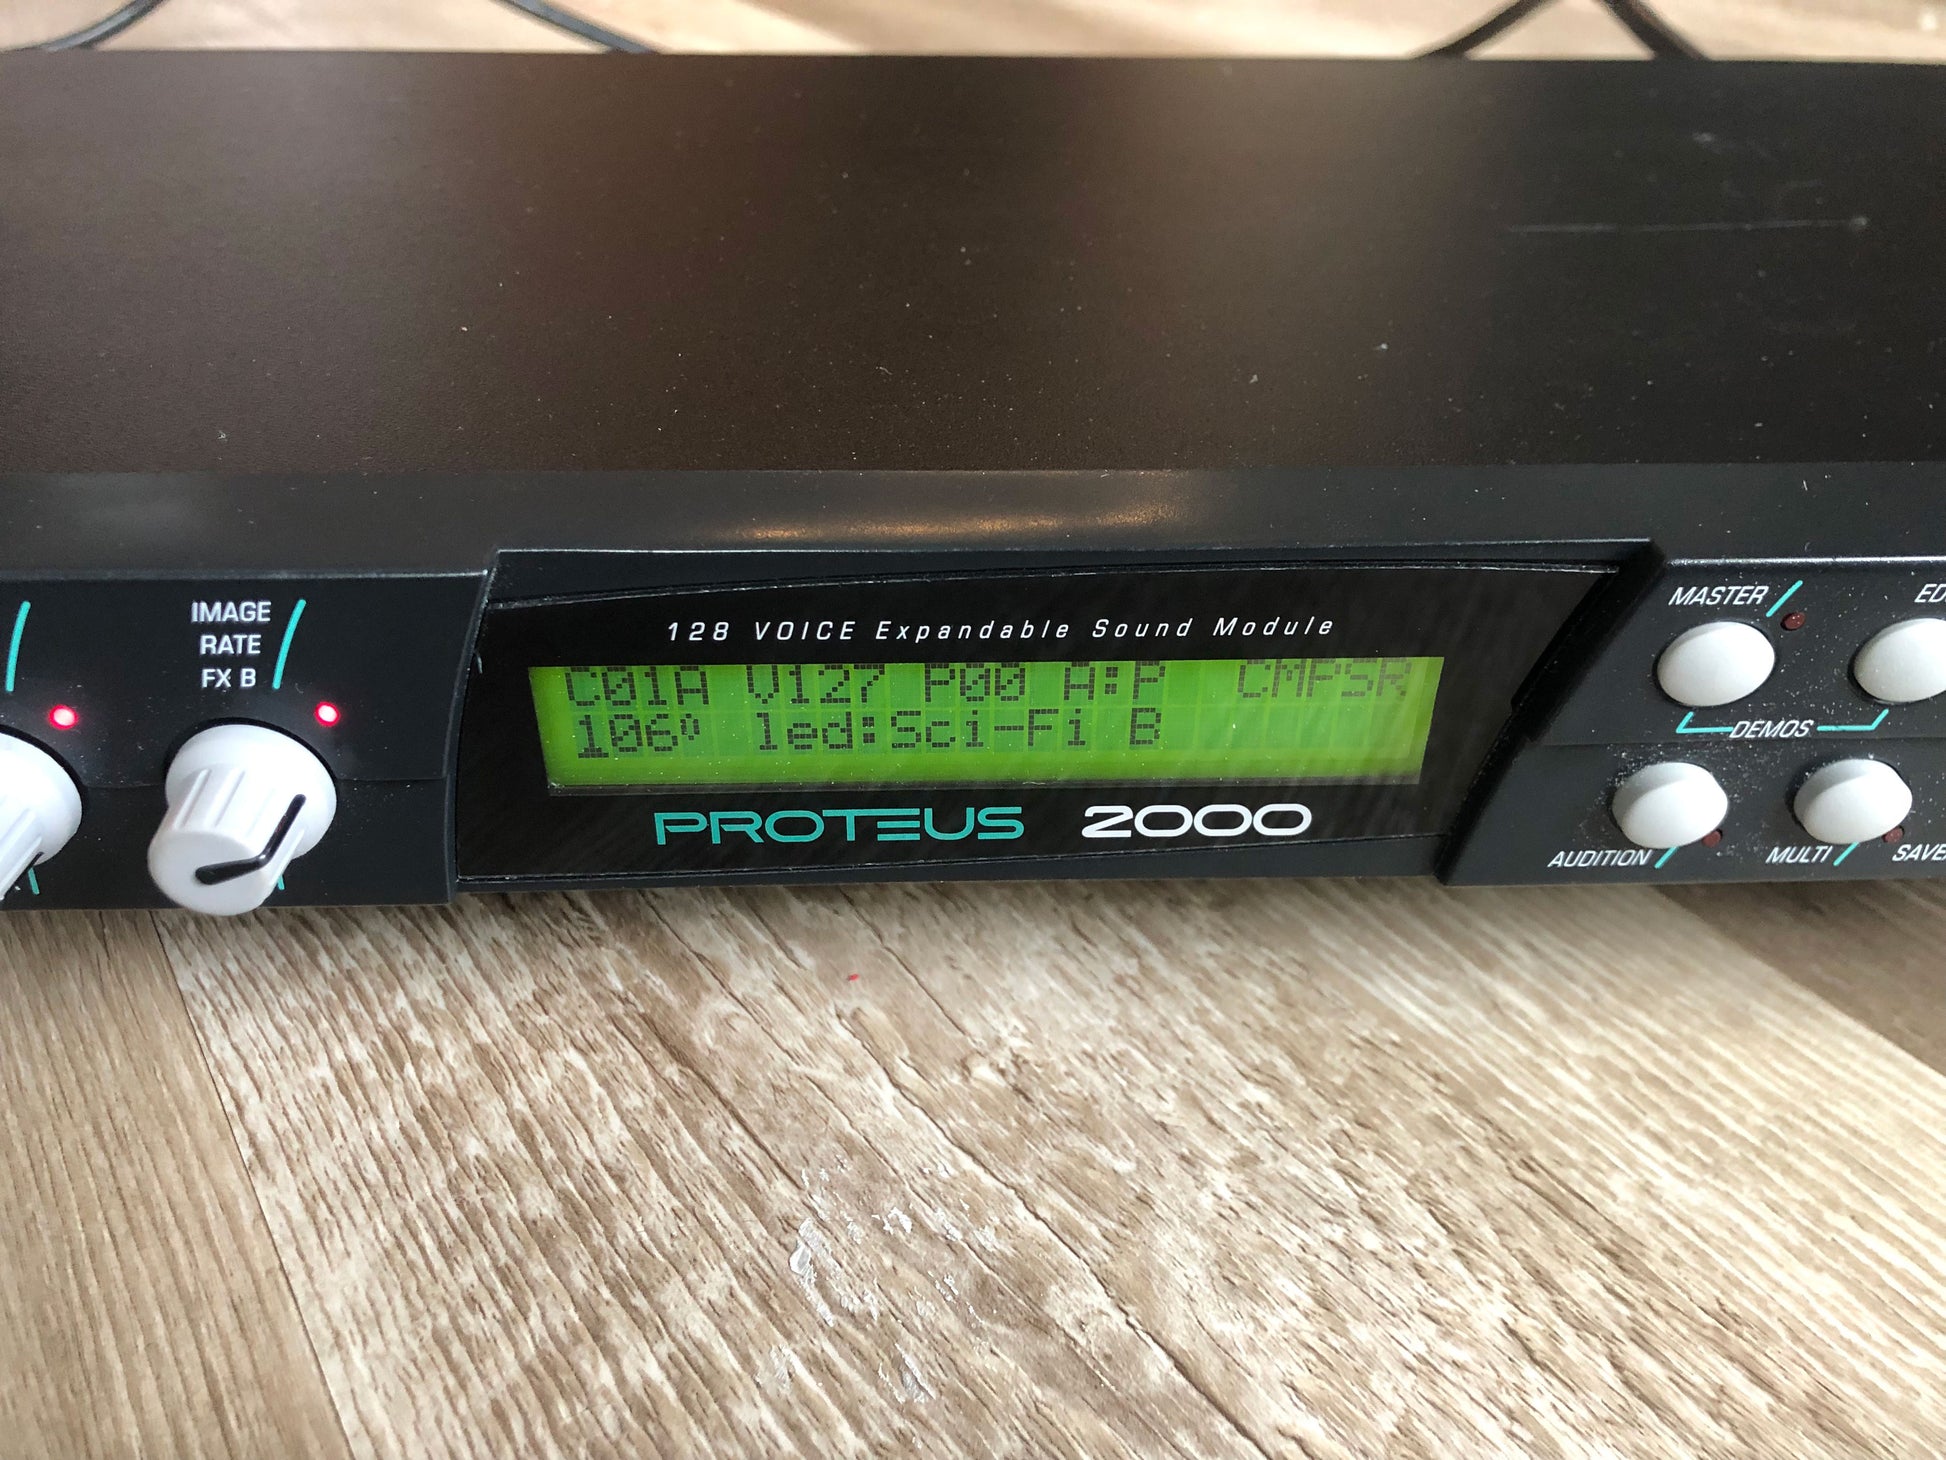 IMAGE
RATE
FX B
128 VOICE Expandable Sound Module
C01A V127 P00 A:P CMPSR
106⁰ led:Sci-Fi B
PROTEUS 2000
MASTER
DEMOS
AUDITION
MULTI